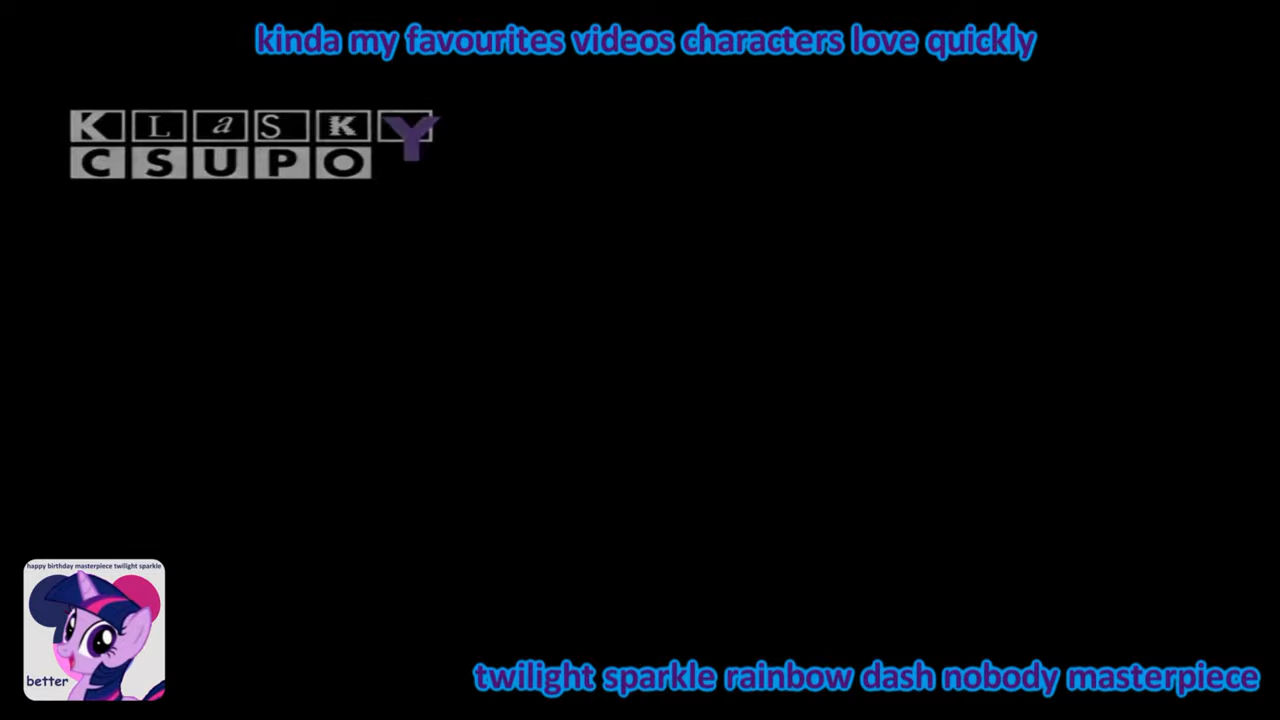 kinda my favourites videos characters love quickly
KLaSKY
CSUPO
happy birthday masterpiece twilight sparkle
better
twilight sparkle rainbow dash nobody masterpiece